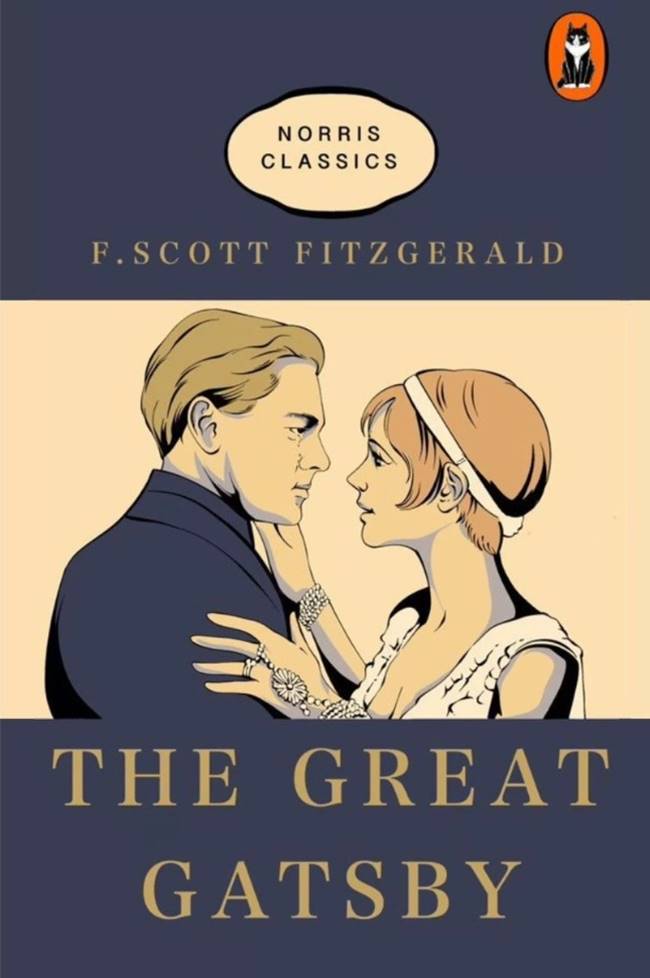 NORRIS
CLASSICS
F. SCOTT FITZGERALD
THE GREAT
GATSBY